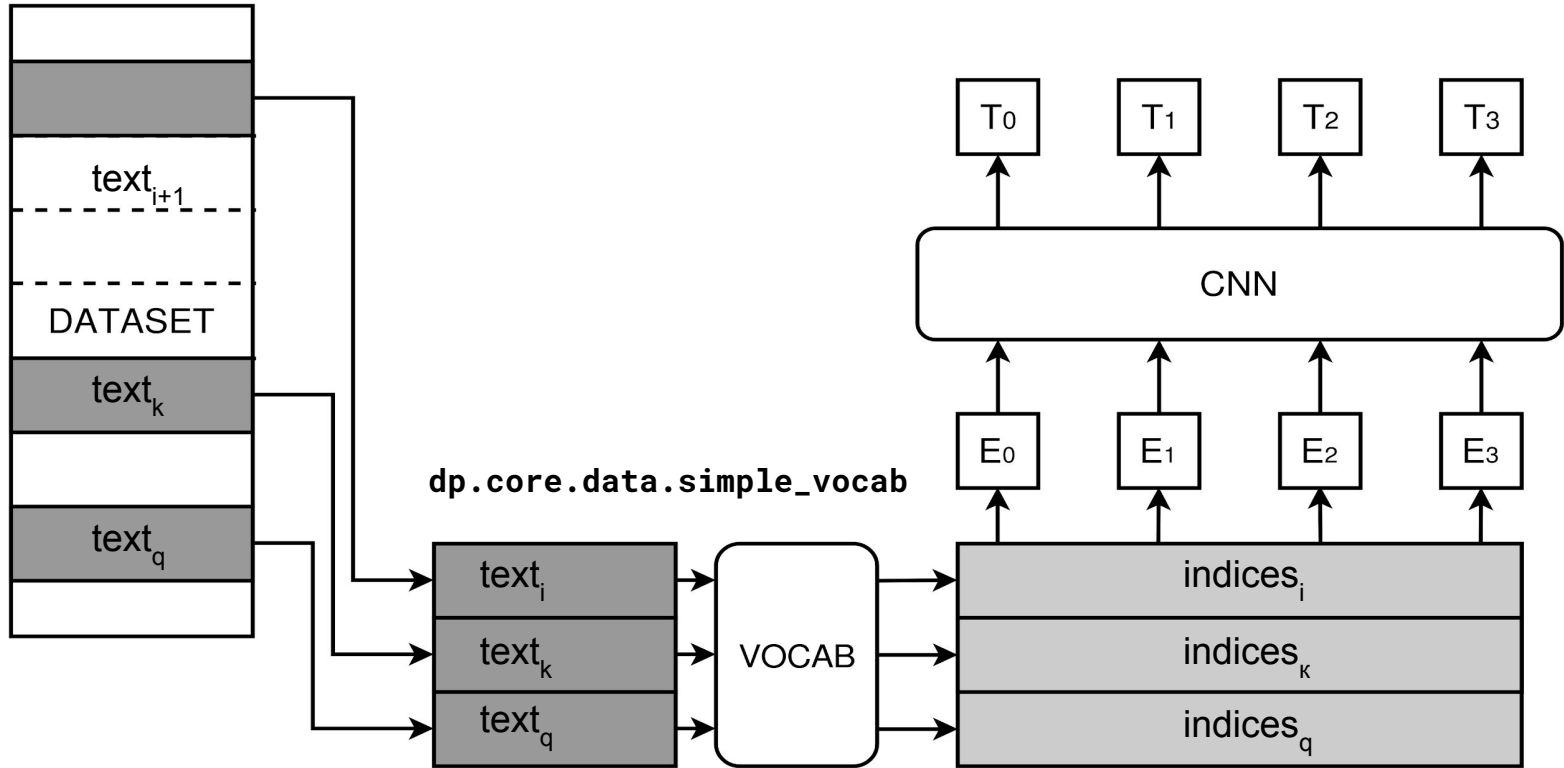 text_{i+1}
DATASET
text_k
text_q
dp.core.data.simple_vocab
text_i
text_k
text_q
VOCAB
indices_i
indices_к
indices_q
E0 E1 E2 E3
CNN
T0 T1 T2 T3